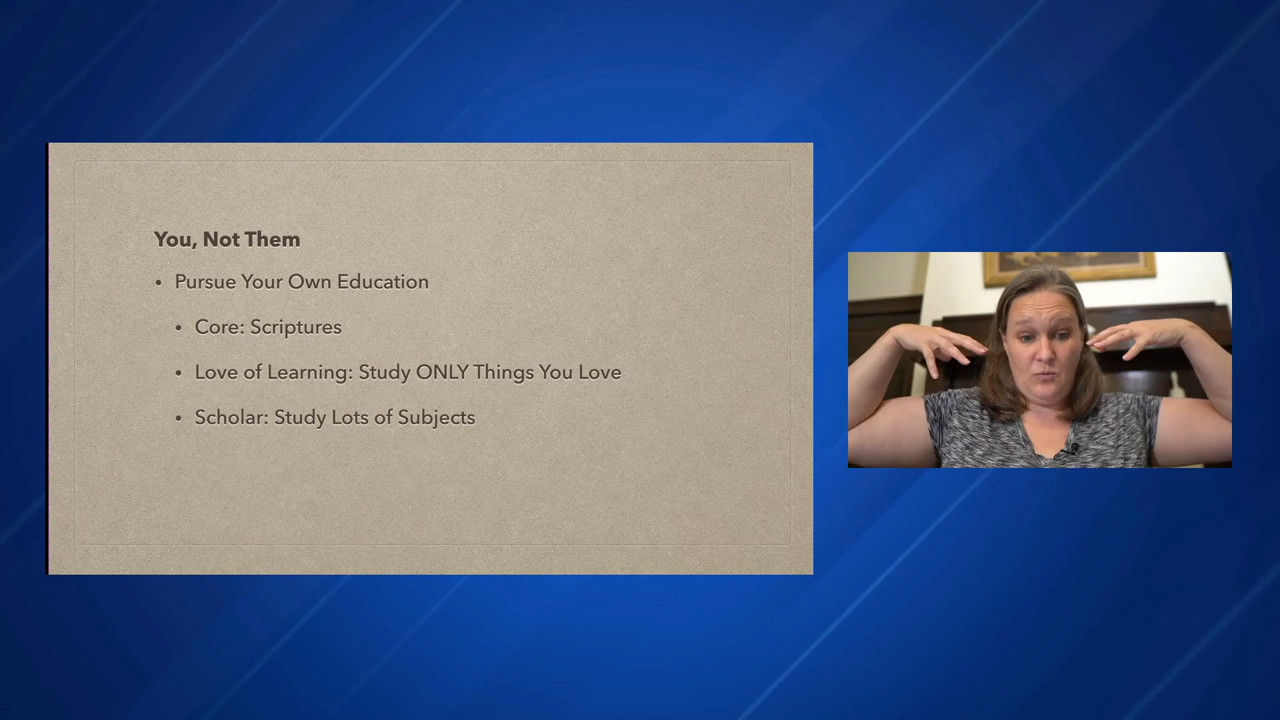 You, Not Them
• Pursue Your Own Education
• Core: Scriptures
• Love of Learning: Study ONLY Things You Love
• Scholar: Study Lots of Subjects